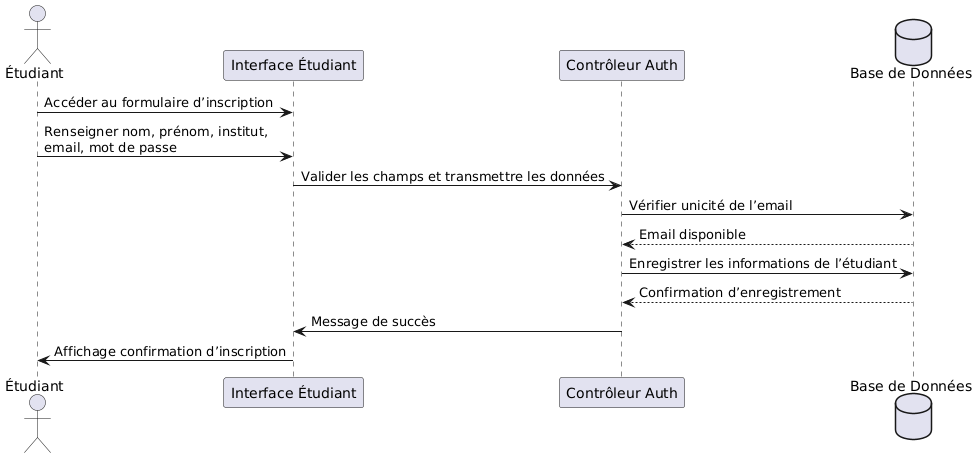 Étudiant
Interface Étudiant
Contrôleur Auth
Base de Données
Accéder au formulaire d’inscription
Renseigner nom, prénom, institut,
email, mot de passe
Valider les champs et transmettre les données
Vérifier unicité de l’email
Email disponible
Enregistrer les informations de l’étudiant
Confirmation d’enregistrement
Message de succès
Affichage confirmation d’inscription
Étudiant
Interface Étudiant
Contrôleur Auth
Base de Données